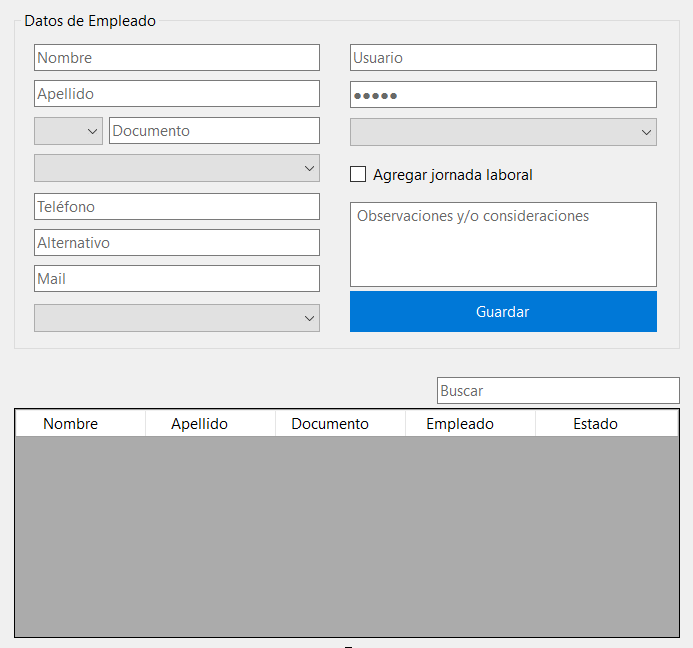 Datos de Empleado
Nombre
Apellido
Documento
Teléfono
Alternativo
Mail
Usuario
●●●●●
Agregar jornada laboral
Observaciones y/o consideraciones
Guardar
Buscar
Nombre Apellido Documento Empleado Estado